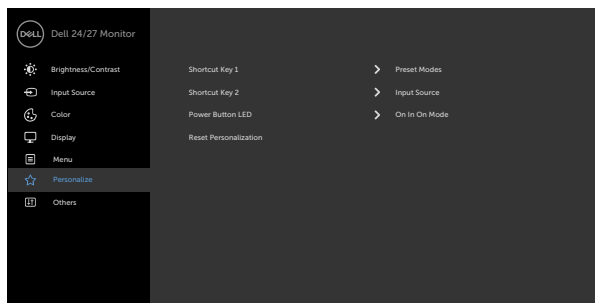 DELL Dell 24/27 Monitor
Brightness/Contrast Shortcut Key 1 Preset Modes
Input Source Shortcut Key 2 Input Source
Color Power Button LED On In On Mode
Display Reset Personalization
Menu
Personalize
Others